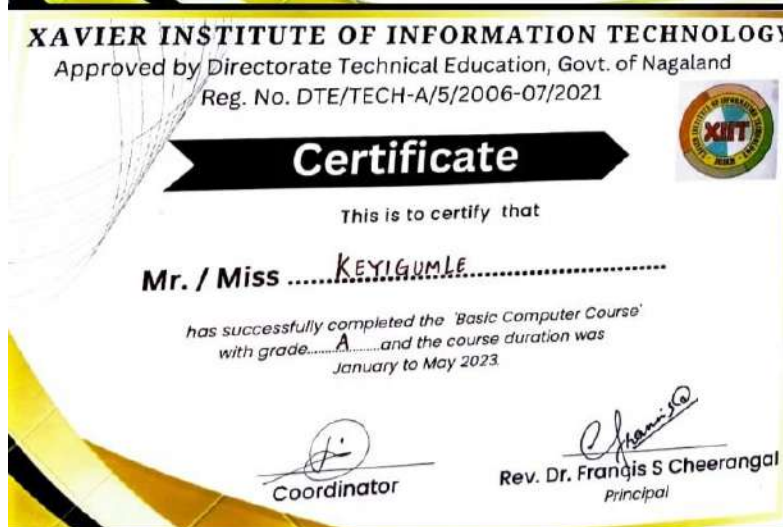 XAVIER INSTITUTE OF INFORMATION TECHNOLOGY
Approved by Directorate Technical Education, Govt. of Nagaland
Reg. No. DTE/TECH-A/5/2006-07/2021
XIIT
Certificate
This is to certify that
Mr. / Miss ......KEYIGUMLE......
has successfully completed the 'Basic Computer Course'
with grade.......A.......and the course duration was
January to May 2023.
Coordinator
Rev. Dr. Frangis S Cheerangal
Principal